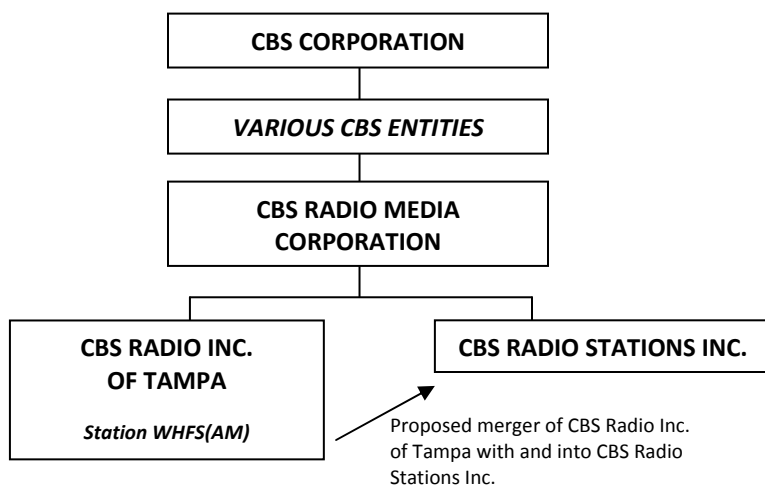 CBS CORPORATION
VARIOUS CBS ENTITIES
CBS RADIO MEDIA
CORPORATION
CBS RADIO INC.
OF TAMPA
Station WHFS(AM)
CBS RADIO STATIONS INC.
Proposed merger of CBS Radio Inc.
of Tampa with and into CBS Radio
Stations Inc.